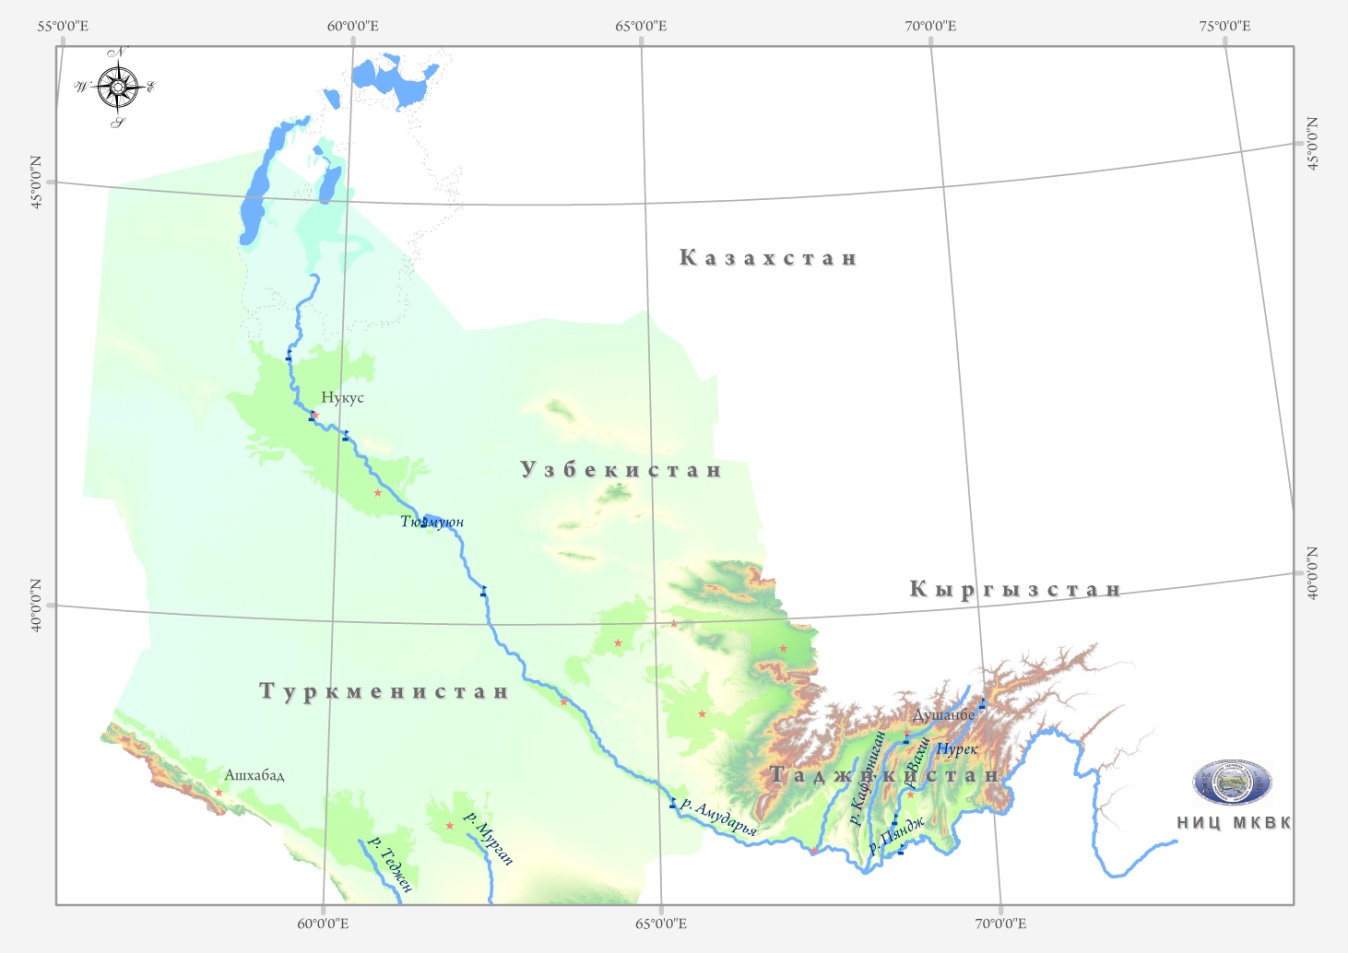 55°0'0"E 60°0'0"E 65°0'0"E 70°0'0"E 75°0'0"E
N
W E
S
45°0'0"N
45°0'0"N
Казахстан
Нукус
Узбекистан
Тюямуюн
40°0'0"N
40°0'0"N
Кыргызстан
Туркменистан
Душанбе
Нурек
Таджикистан
Ашхабад
р. Кафирниган
р. Вахш
р. Амударья
р. Пяндж
р. Мургап
р. Теджен
НИЦ МКВК
60°0'0"E 65°0'0"E 70°0'0"E